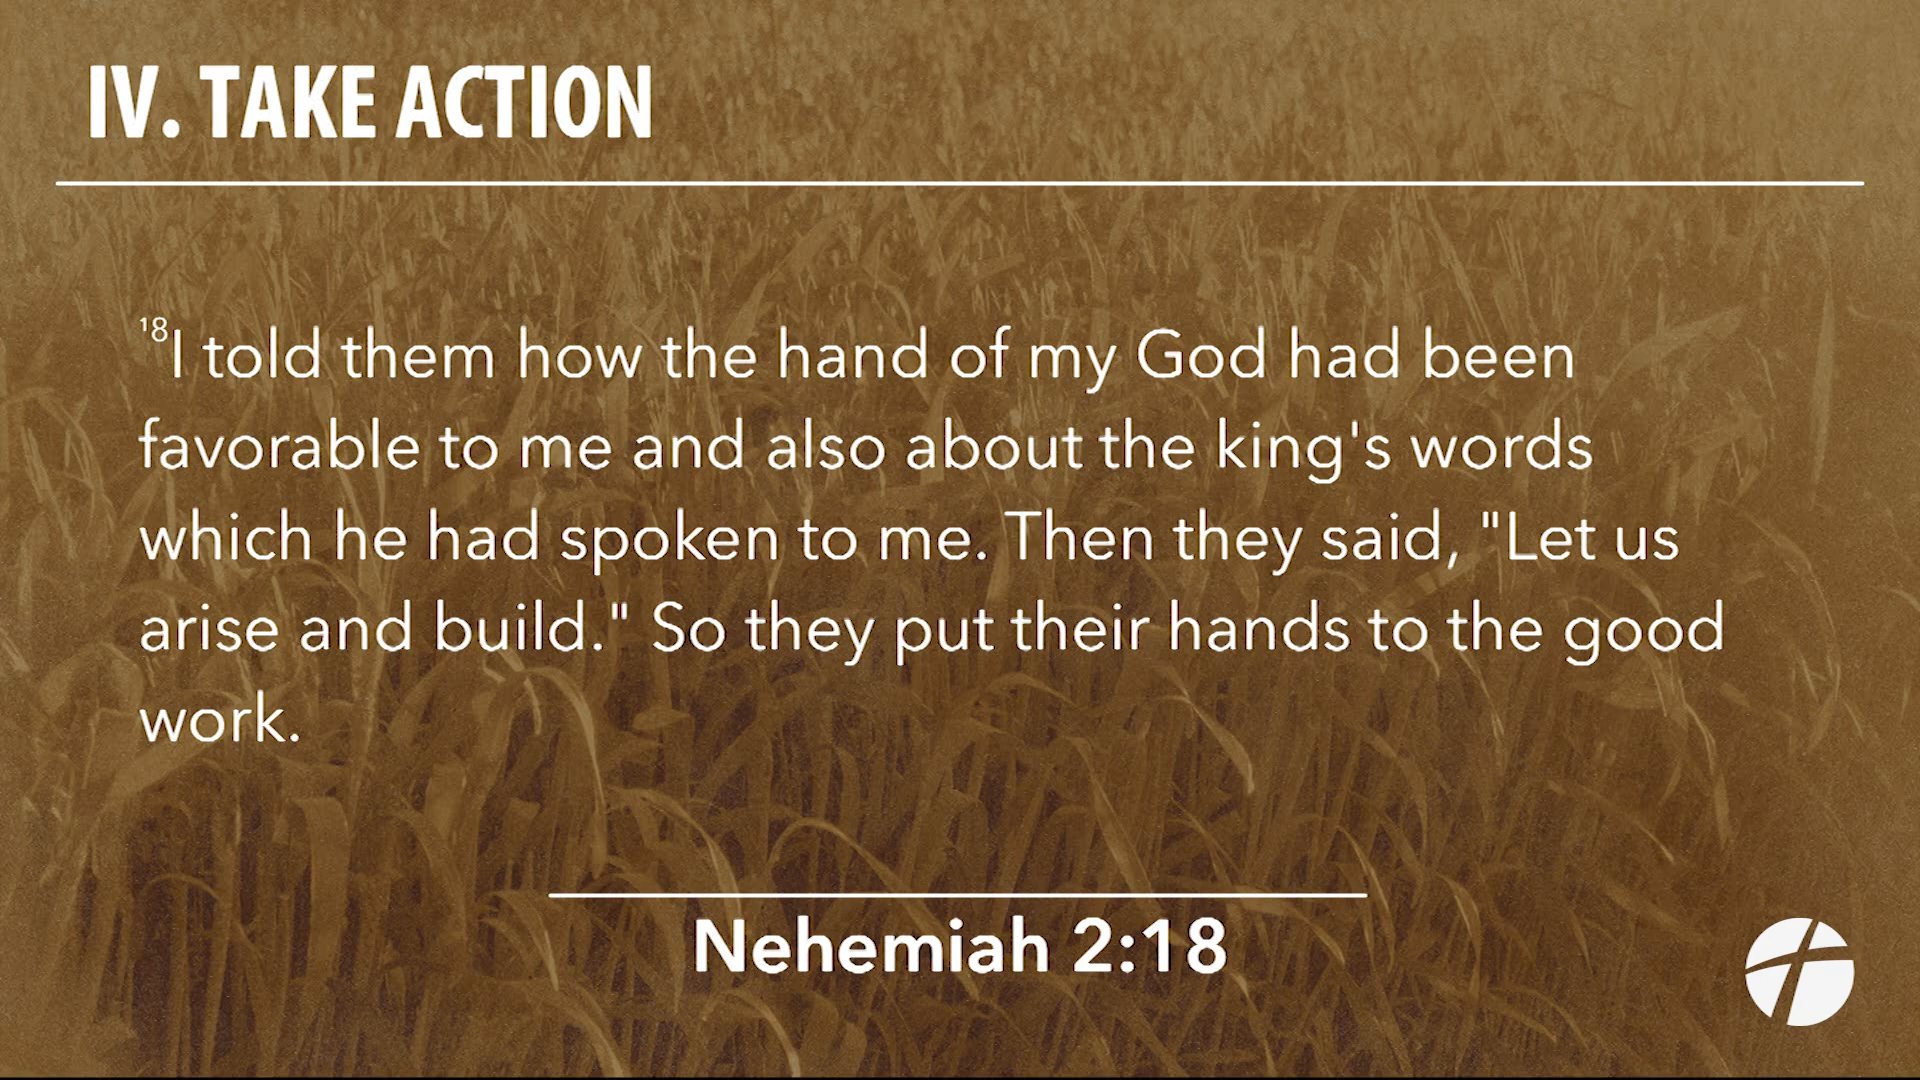 IV. TAKE ACTION
¹⁸I told them how the hand of my God had been
favorable to me and also about the king's words
which he had spoken to me. Then they said, "Let us
arise and build." So they put their hands to the good
work.
Nehemiah 2:18